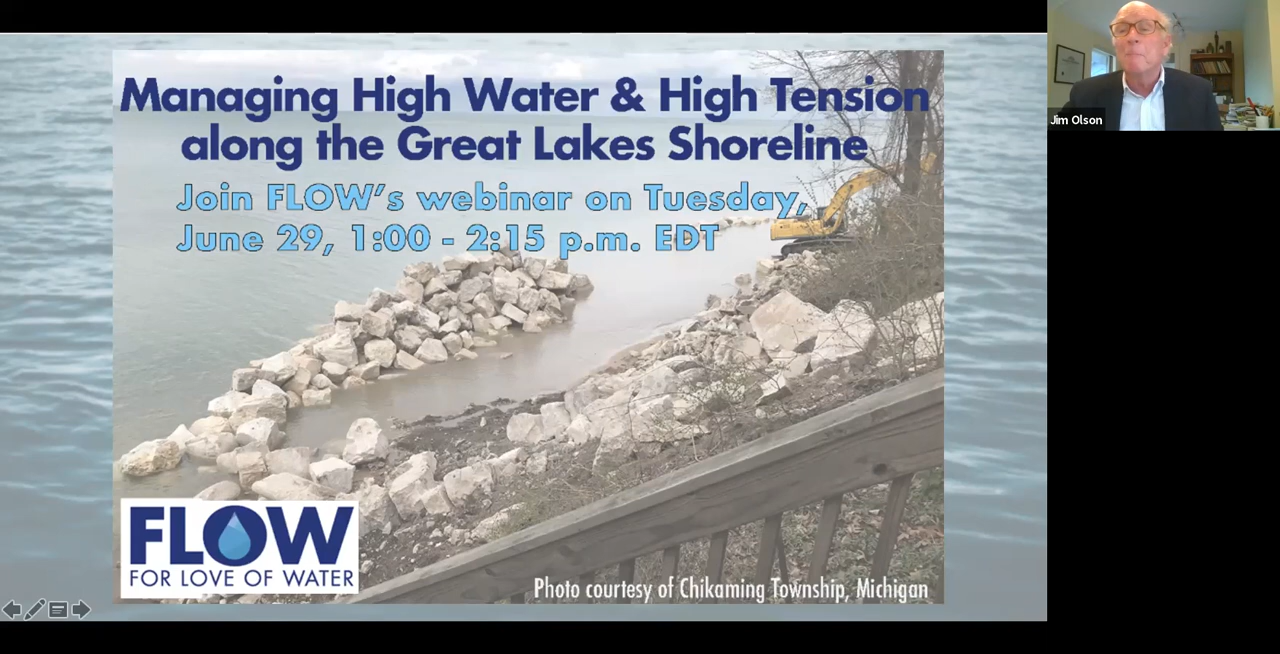 Managing High Water & High Tension
along the Great Lakes Shoreline
Join FLOW's webinar on Tuesday,
June 29, 1:00 - 2:15 p.m. EDT
FLOW
FOR LOVE OF WATER
Photo courtesy of Chikaming Township, Michigan
Jim Olson